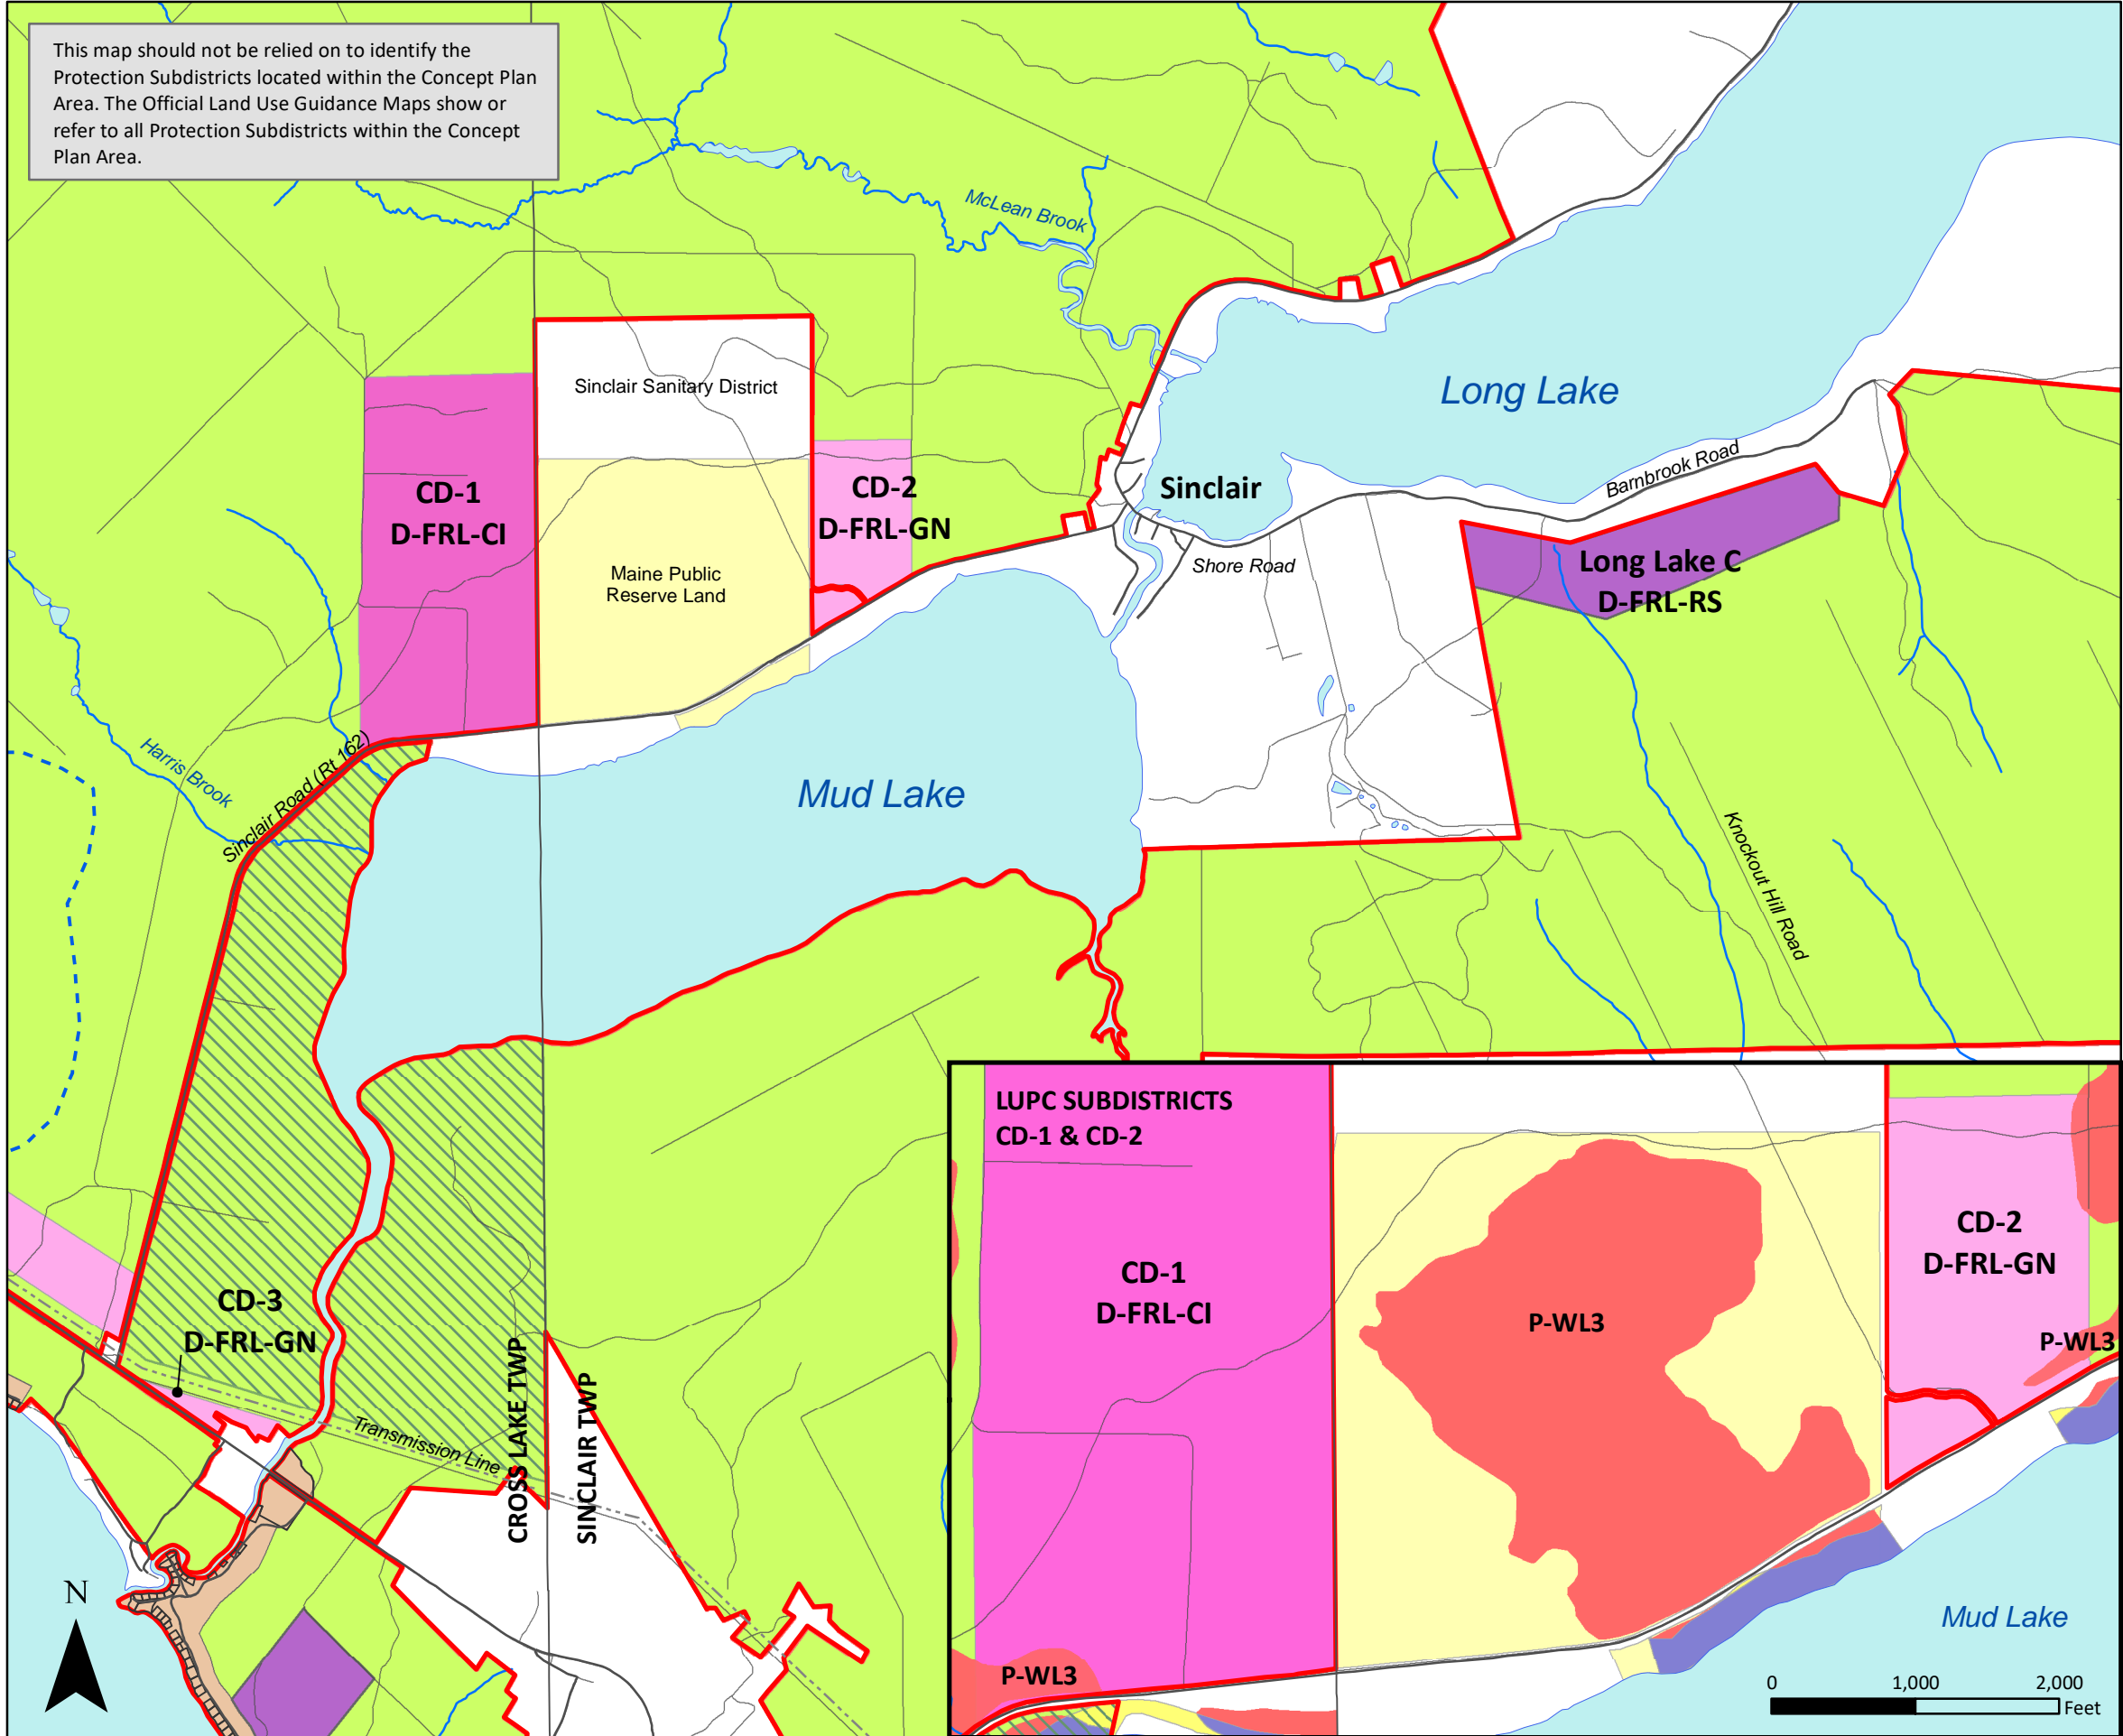 This map should not be relied on to identify the
Protection Subdistricts located within the Concept Plan
Area. The Official Land Use Guidance Maps show or
refer to all Protection Subdistricts within the Concept
Plan Area.
McLean Brook
Sinclair Sanitary District
Long Lake
CD-1
D-FRL-CI
CD-2
D-FRL-GN
Sinclair
Barnbrook Road
Shore Road
Long Lake C
D-FRL-RS
Maine Public
Reserve Land
Harris Brook
Sinclair Road (Rt 162)
Mud Lake
Knockout Hill Road
CD-3
D-FRL-GN
Transmission Line
CROSS LAKE TWP
SINCLAIR TWP
N
LUPC SUBDISTRICTS
CD-1 & CD-2
CD-1
D-FRL-CI
P-WL3
CD-2
D-FRL-GN
P-WL3
P-WL3
Mud Lake
0 1,000 2,000
Feet